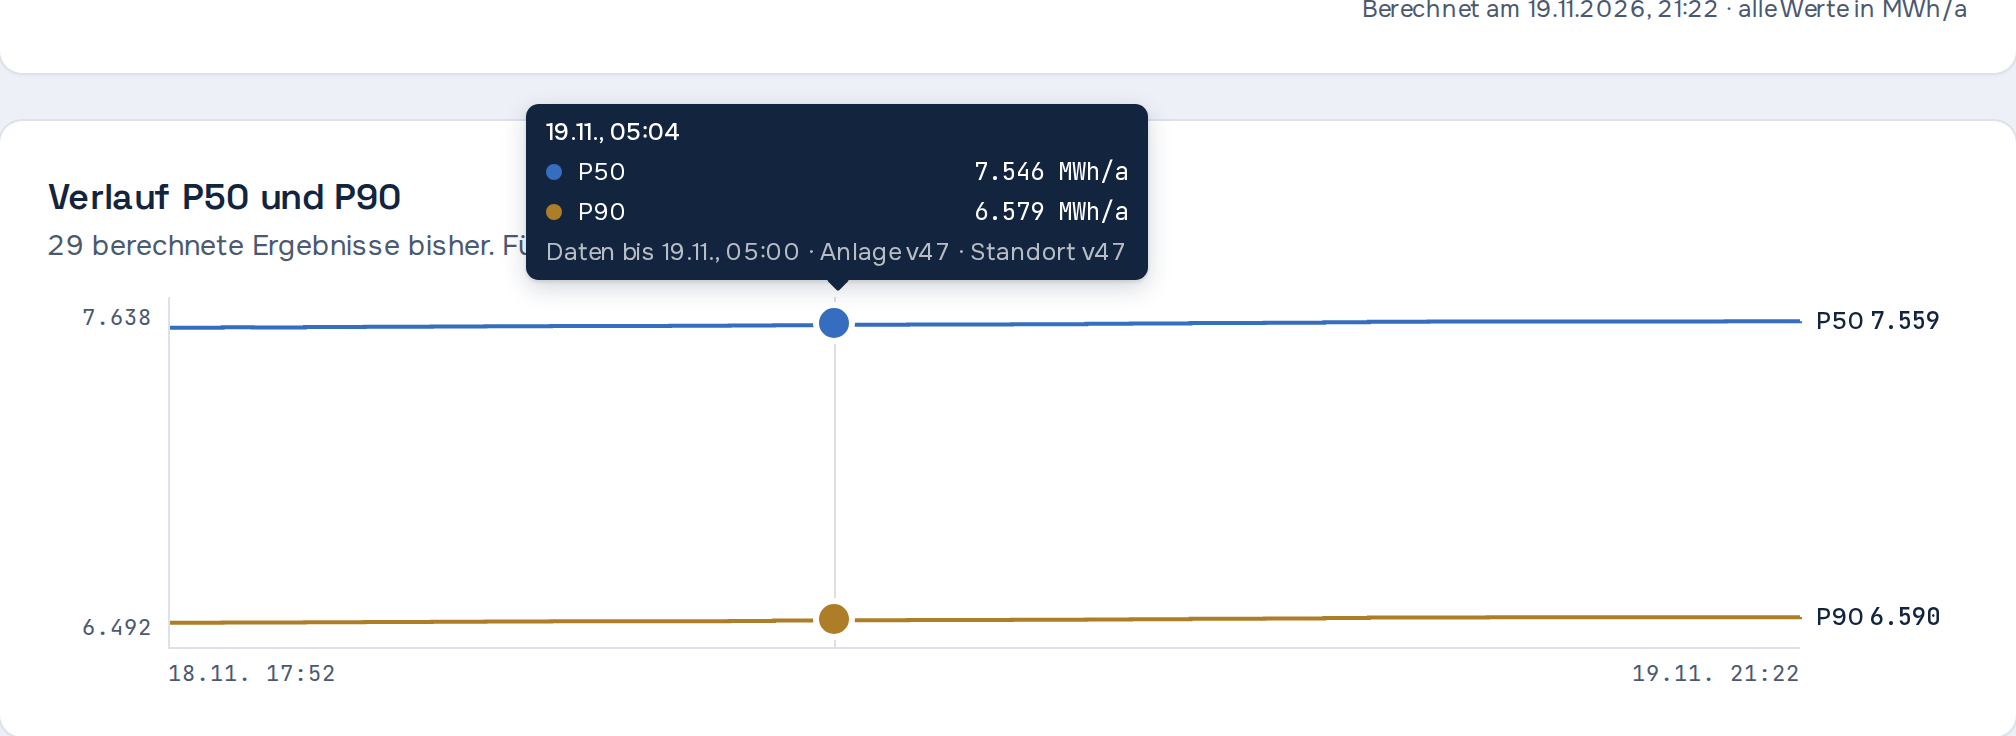 Berechnet am 19.11.2026, 21:22 · alle Werte in MWh/a
19.11., 05:04
P50 7.546 MWh/a
P90 6.579 MWh/a
Daten bis 19.11., 05:00 · Anlage v47 · Standort v47
Verlauf P50 und P90
29 berechnete Ergebnisse bisher.
7.638
P50 7.559
6.492
P90 6.590
18.11. 17:52
19.11. 21:22